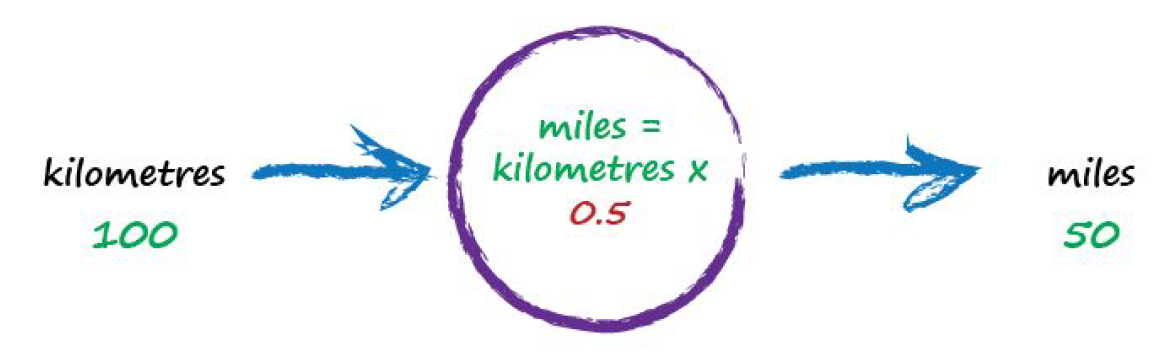 kilometres
100
miles =
kilometres x
0.5
miles
50